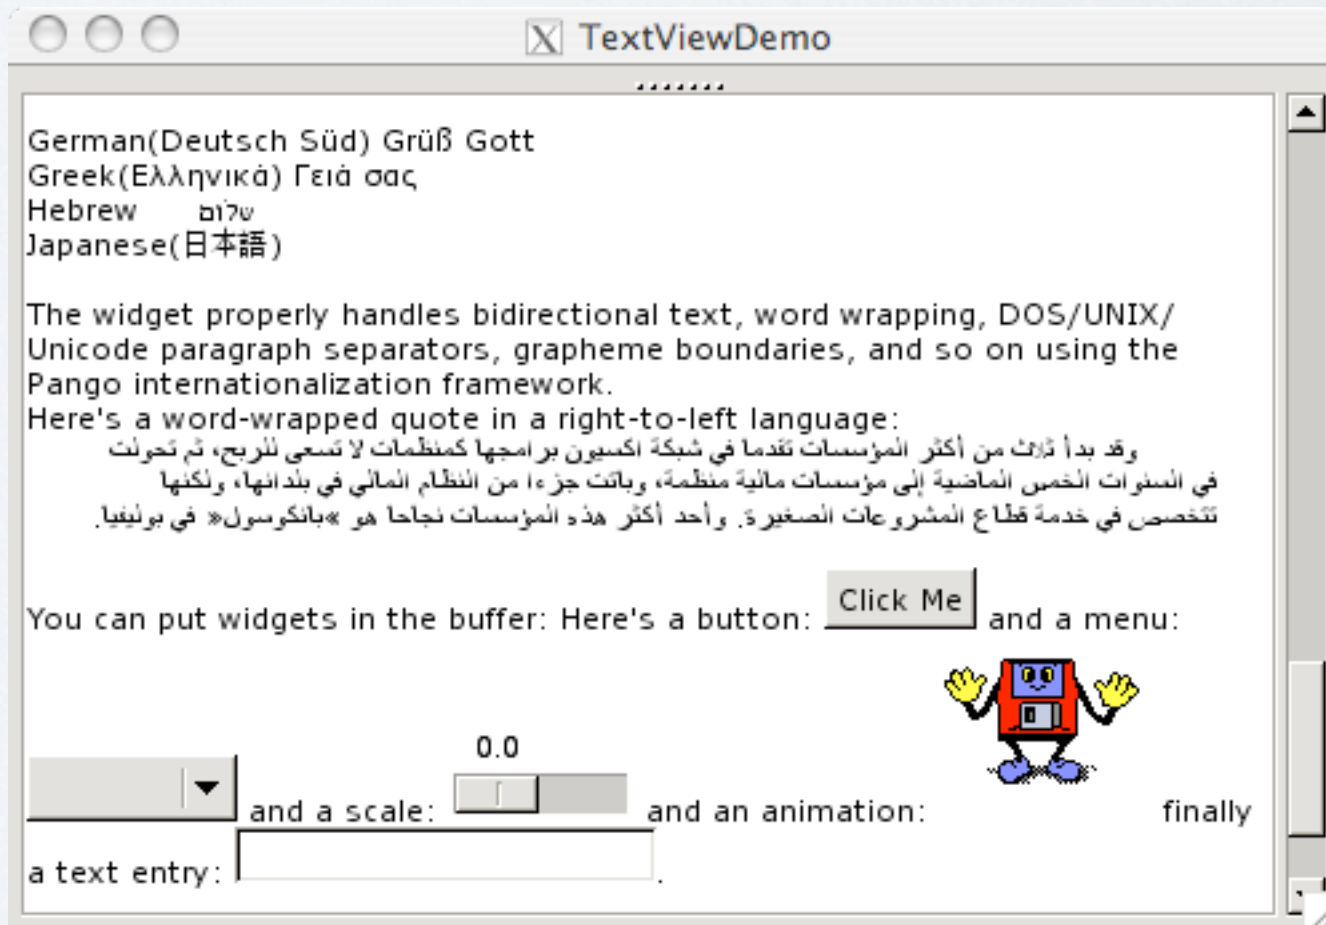 TextViewDemo
German(Deutsch Süd) Grüß Gott
Greek(Ελληνικά) Γειά σας
Hebrew שלום
Japanese(日本語)
The widget properly handles bidirectional text, word wrapping, DOS/UNIX/
Unicode paragraph separators, grapheme boundaries, and so on using the
Pango internationalization framework.
Here's a word-wrapped quote in a right-to-left language:
وقد بدأ ثلاث من أكثر المؤسسات تقدما في شبكة اكسيون برامجها كمنظمات لا تسعى للربح، ثم تحولت
في السنوات الخمس الماضية إلى مؤسسات مالية منظمة، وباتت جزءا من النظام المالي في بلدانها، ولكنها
تتخصص في خدمة قطاع المشروعات الصغيرة. وأحد أكثر هذه المؤسسات نجاحا هو »بانكوسول« في بوليفيا.
You can put widgets in the buffer: Here's a button: Click Me and a menu:
0.0
and a scale: and an animation: finally
a text entry: .